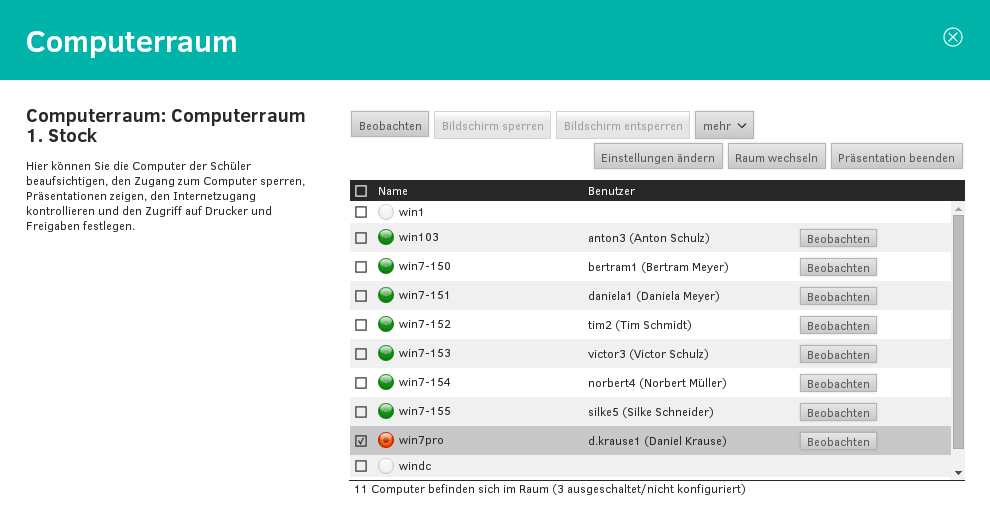 Computerraum
Computerraum: Computerraum
1. Stock
Hier können Sie die Computer der Schüler
beaufsichtigen, den Zugang zum Computer sperren,
Präsentationen zeigen, den Internetzugang
kontrollieren und den Zugriff auf Drucker und
Freigaben festlegen.
Beobachten Bildschirm sperren Bildschirm entsperren mehr
Einstellungen ändern Raum wechseln Präsentation beenden
Name Benutzer
win1
win103 anton3 (Anton Schulz) Beobachten
win7-150 bertram1 (Bertram Meyer) Beobachten
win7-151 daniela1 (Daniela Meyer) Beobachten
win7-152 tim2 (Tim Schmidt) Beobachten
win7-153 victor3 (Victor Schulz) Beobachten
win7-154 norbert4 (Norbert Müller) Beobachten
win7-155 silke5 (Silke Schneider) Beobachten
win7pro d.krause1 (Daniel Krause) Beobachten
windc
11 Computer befinden sich im Raum (3 ausgeschaltet/nicht konfiguriert)